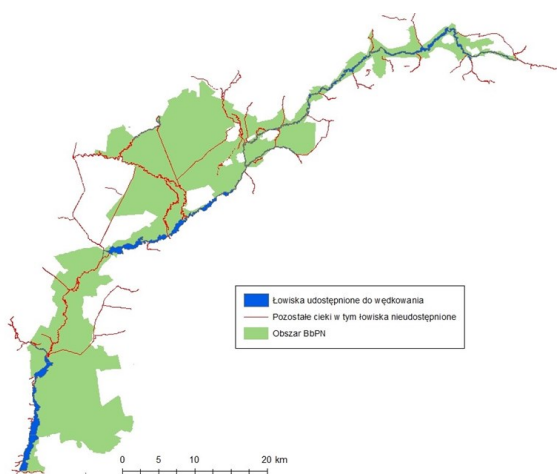 Łowiska udostępnione do wędkowania
Pozostałe cieki w tym łowiska nieudostępnione
Obszar BbPN
0 5 10 20 km